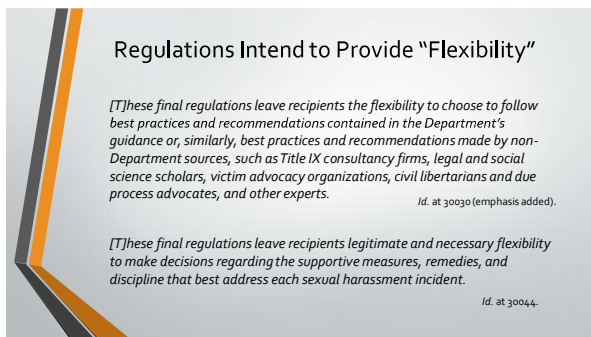 Regulations Intend to Provide “Flexibility”
[T]hese final regulations leave recipients the flexibility to choose to follow
best practices and recommendations contained in the Department’s
guidance or, similarly, best practices and recommendations made by non-
Department sources, such as Title IX consultancy firms, legal and social
science scholars, victim advocacy organizations, civil libertarians and due
process advocates, and other experts.
Id. at 30030 (emphasis added).
[T]hese final regulations leave recipients legitimate and necessary flexibility
to make decisions regarding the supportive measures, remedies, and
discipline that best address each sexual harassment incident.
Id. at 30044.